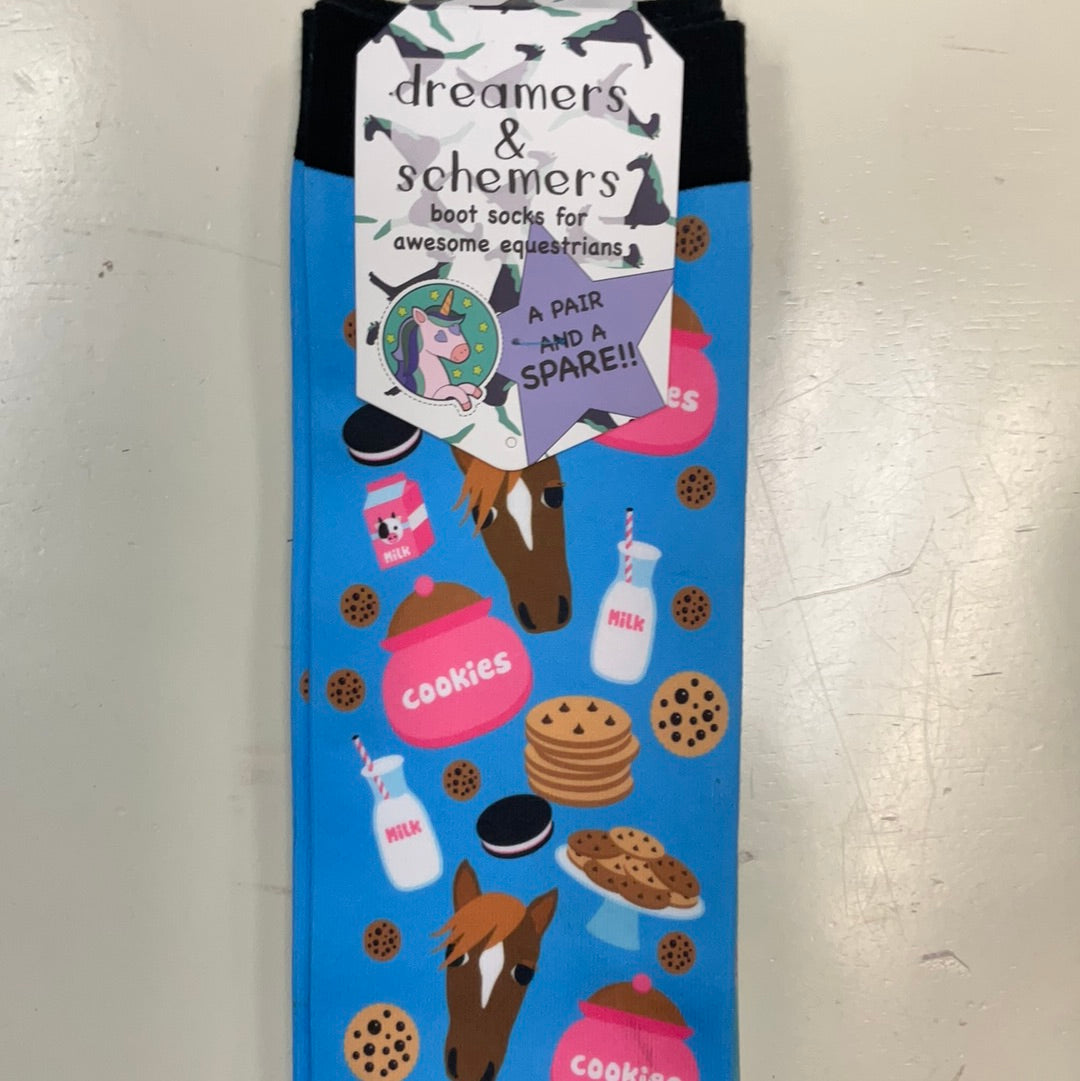 dreamers
&
schemers
boot socks for
awesome equestrians
A PAIR
AND A
SPARE!!
es
MiLK
MiLK
cookies
MiLK
cookies